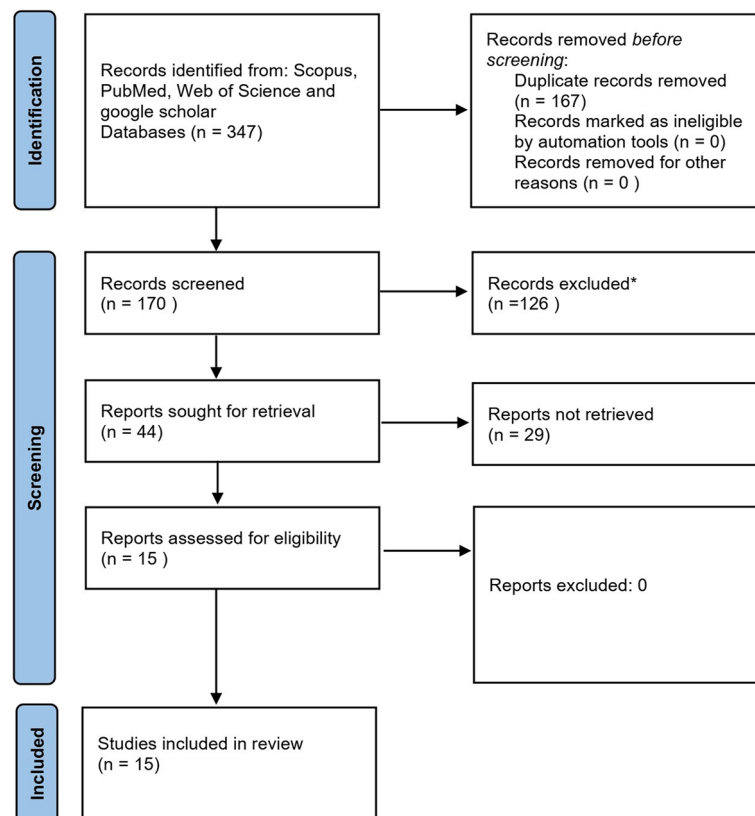 Identification
Records identified from: Scopus,
PubMed, Web of Science and
google scholar
Databases (n = 347)
Records removed before
screening:
Duplicate records removed
(n = 167)
Records marked as ineligible
by automation tools (n = 0)
Records removed for other
reasons (n = 0 )
Screening
Records screened
(n = 170 )
Records excluded*
(n =126 )
Reports sought for retrieval
(n = 44)
Reports not retrieved
(n = 29)
Reports assessed for eligibility
(n = 15 )
Reports excluded: 0
Included
Studies included in review
(n = 15)